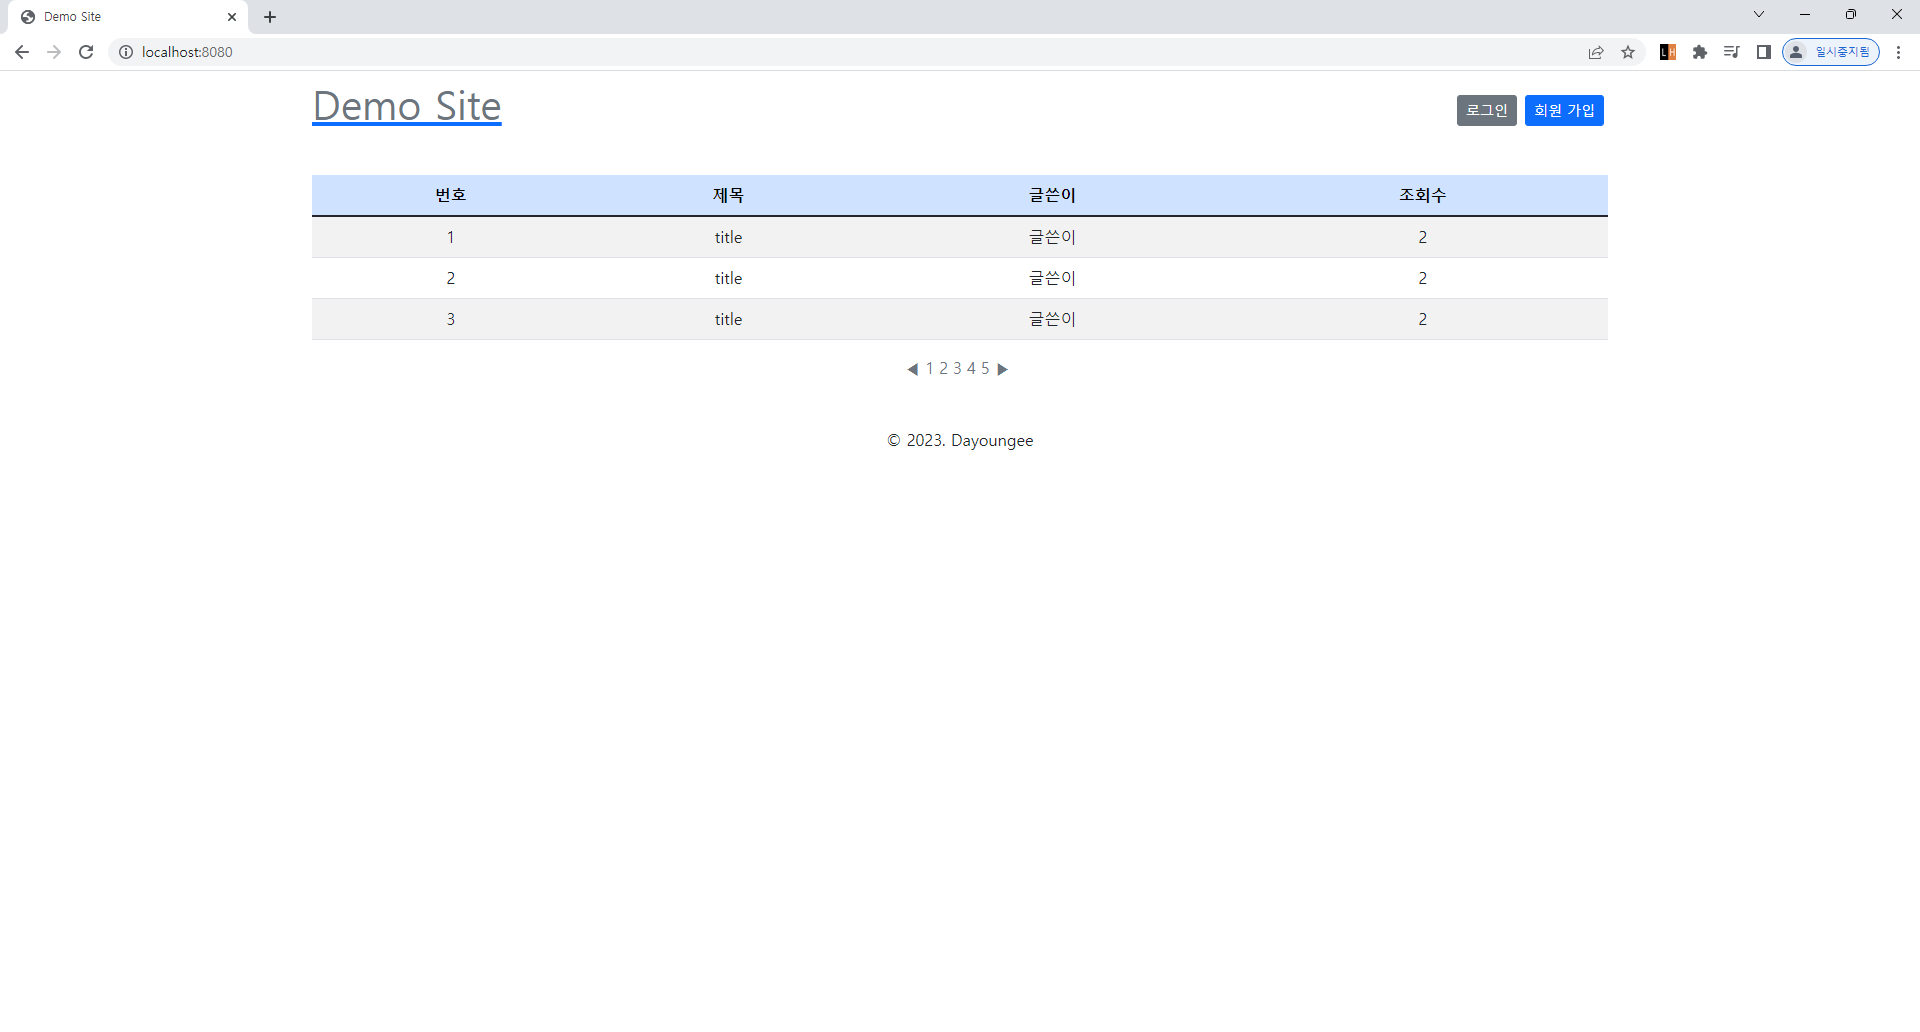 Demo Site
localhost:8080
일시중지됨
Demo Site
로그인 회원 가입
번호 제목 글쓴이 조회수
1 title 글쓴이 2
2 title 글쓴이 2
3 title 글쓴이 2
◀ 1 2 3 4 5 ▶
© 2023. Dayoungee